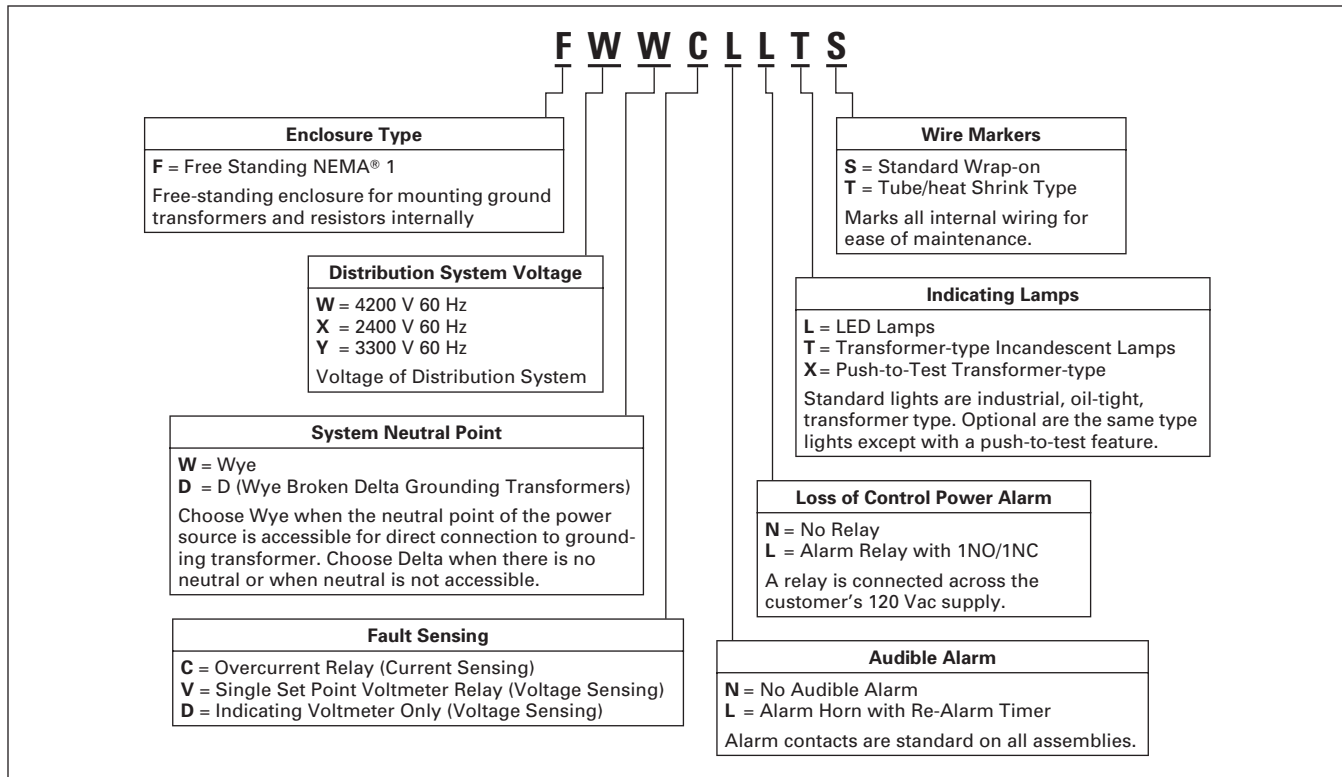 F W W C L L T S
Enclosure Type
F = Free Standing NEMA® 1
Free-standing enclosure for mounting ground
transformers and resistors internally
Wire Markers
S = Standard Wrap-on
T = Tube/heat Shrink Type
Marks all internal wiring for
ease of maintenance.
Distribution System Voltage
W = 4200 V 60 Hz
X = 2400 V 60 Hz
Y = 3300 V 60 Hz
Voltage of Distribution System
Indicating Lamps
L = LED Lamps
T = Transformer-type Incandescent Lamps
X = Push-to-Test Transformer-type
Standard lights are industrial, oil-tight,
transformer type. Optional are the same type
lights except with a push-to-test feature.
System Neutral Point
W = Wye
D = D (Wye Broken Delta Grounding Transformers)
Choose Wye when the neutral point of the power
source is accessible for direct connection to ground-
ing transformer. Choose Delta when there is no
neutral or when neutral is not accessible.
Loss of Control Power Alarm
N = No Relay
L = Alarm Relay with 1NO/1NC
A relay is connected across the
customer's 120 Vac supply.
Fault Sensing
C = Overcurrent Relay (Current Sensing)
V = Single Set Point Voltmeter Relay (Voltage Sensing)
D = Indicating Voltmeter Only (Voltage Sensing)
Audible Alarm
N = No Audible Alarm
L = Alarm Horn with Re-Alarm Timer
Alarm contacts are standard on all assemblies.